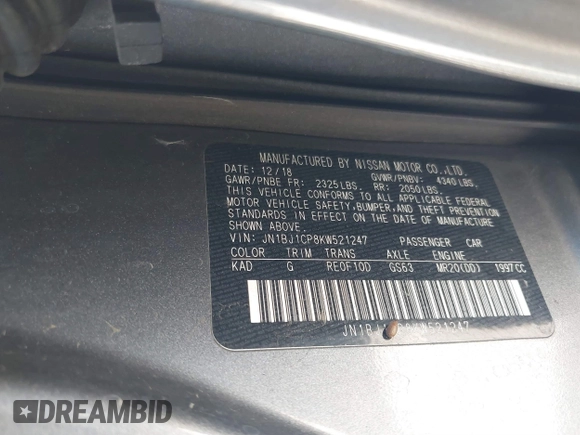 MANUFACTURED BY NISSAN MOTOR CO.,LTD.
DATE: 12/18 GVWR/PNBV: 4340 LBS.
GAWR/PNBE FR: 2325LBS. RR: 2050LBS.
THIS VEHICLE CONFORMS TO ALL APPLICABLE FEDERAL
MOTOR VEHICLE SAFETY,BUMPER,AND THEFT PREVENTION
STANDARDS IN EFFECT ON THE DATE OF MANUFACTURE
SHOWN ABOVE.
VIN: JN1BJ1CP8KW521247 PASSENGER CAR
COLOR TRIM TRANS AXLE ENGINE
KAD G RE0F10D GS63 MR20(DD) 1997CC
DREAMBID